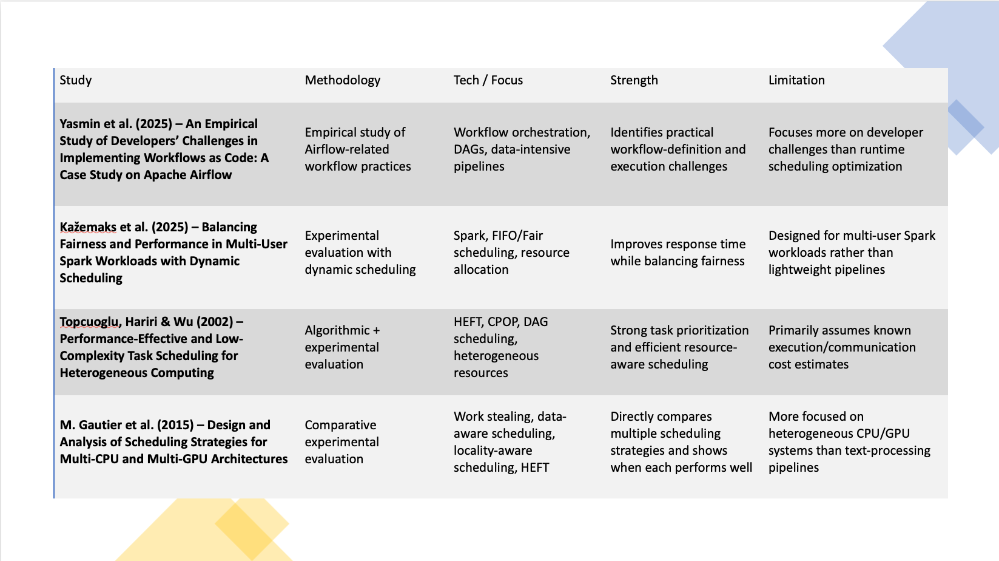 Study
Methodology
Tech / Focus
Strength
Limitation
Yasmin et al. (2025) – An Empirical
Study of Developers’ Challenges in
Implementing Workflows as Code: A
Case Study on Apache Airflow
Empirical study of
Airflow-related
workflow practices
Workflow orchestration,
DAGs, data-intensive
pipelines
Identifies practical
workflow-definition and
execution challenges
Focuses more on developer
challenges than runtime
scheduling optimization
Kažemaks et al. (2025) – Balancing
Fairness and Performance in Multi-User
Spark Workloads with Dynamic
Scheduling
Experimental
evaluation with
dynamic scheduling
Spark, FIFO/Fair
scheduling, resource
allocation
Improves response time
while balancing fairness
Designed for multi-user Spark
workloads rather than
lightweight pipelines
Topcuoglu, Hariri & Wu (2002) –
Performance-Effective and Low-
Complexity Task Scheduling for
Heterogeneous Computing
Algorithmic +
experimental
evaluation
HEFT, CPOP, DAG
scheduling,
heterogeneous
resources
Strong task prioritization
and efficient resource-
aware scheduling
Primarily assumes known
execution/communication
cost estimates
M. Gautier et al. (2015) – Design and
Analysis of Scheduling Strategies for
Multi-CPU and Multi-GPU Architectures
Comparative
experimental
evaluation
Work stealing, data-
aware scheduling,
locality-aware
scheduling, HEFT
Directly compares
multiple scheduling
strategies and shows
when each performs well
More focused on
heterogeneous CPU/GPU
systems than text-processing
pipelines